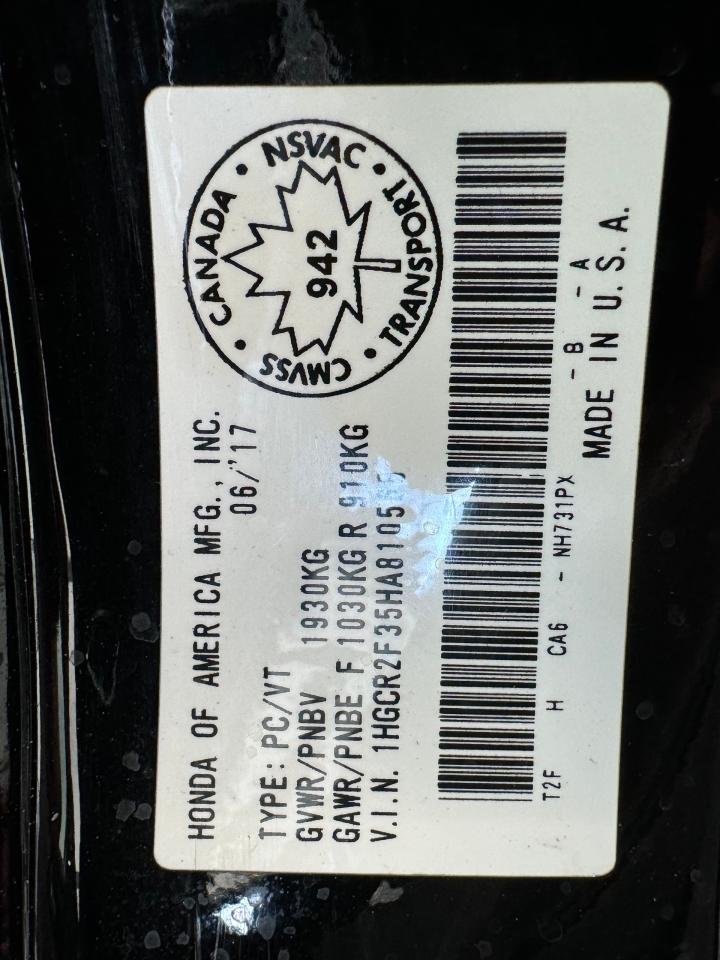 HONDA OF AMERICA MFG., INC.
06/'17
TYPE: PC/VT
GVWR/PNBV 1930KG
GAWR/PNBE F 1030KG R 910KG
V.I.N.
CANADA • NSVAC • TRANSPORT • CMVSS •
942
T2F H CA6 - NH731PX - B - A
MADE IN U.S.A.